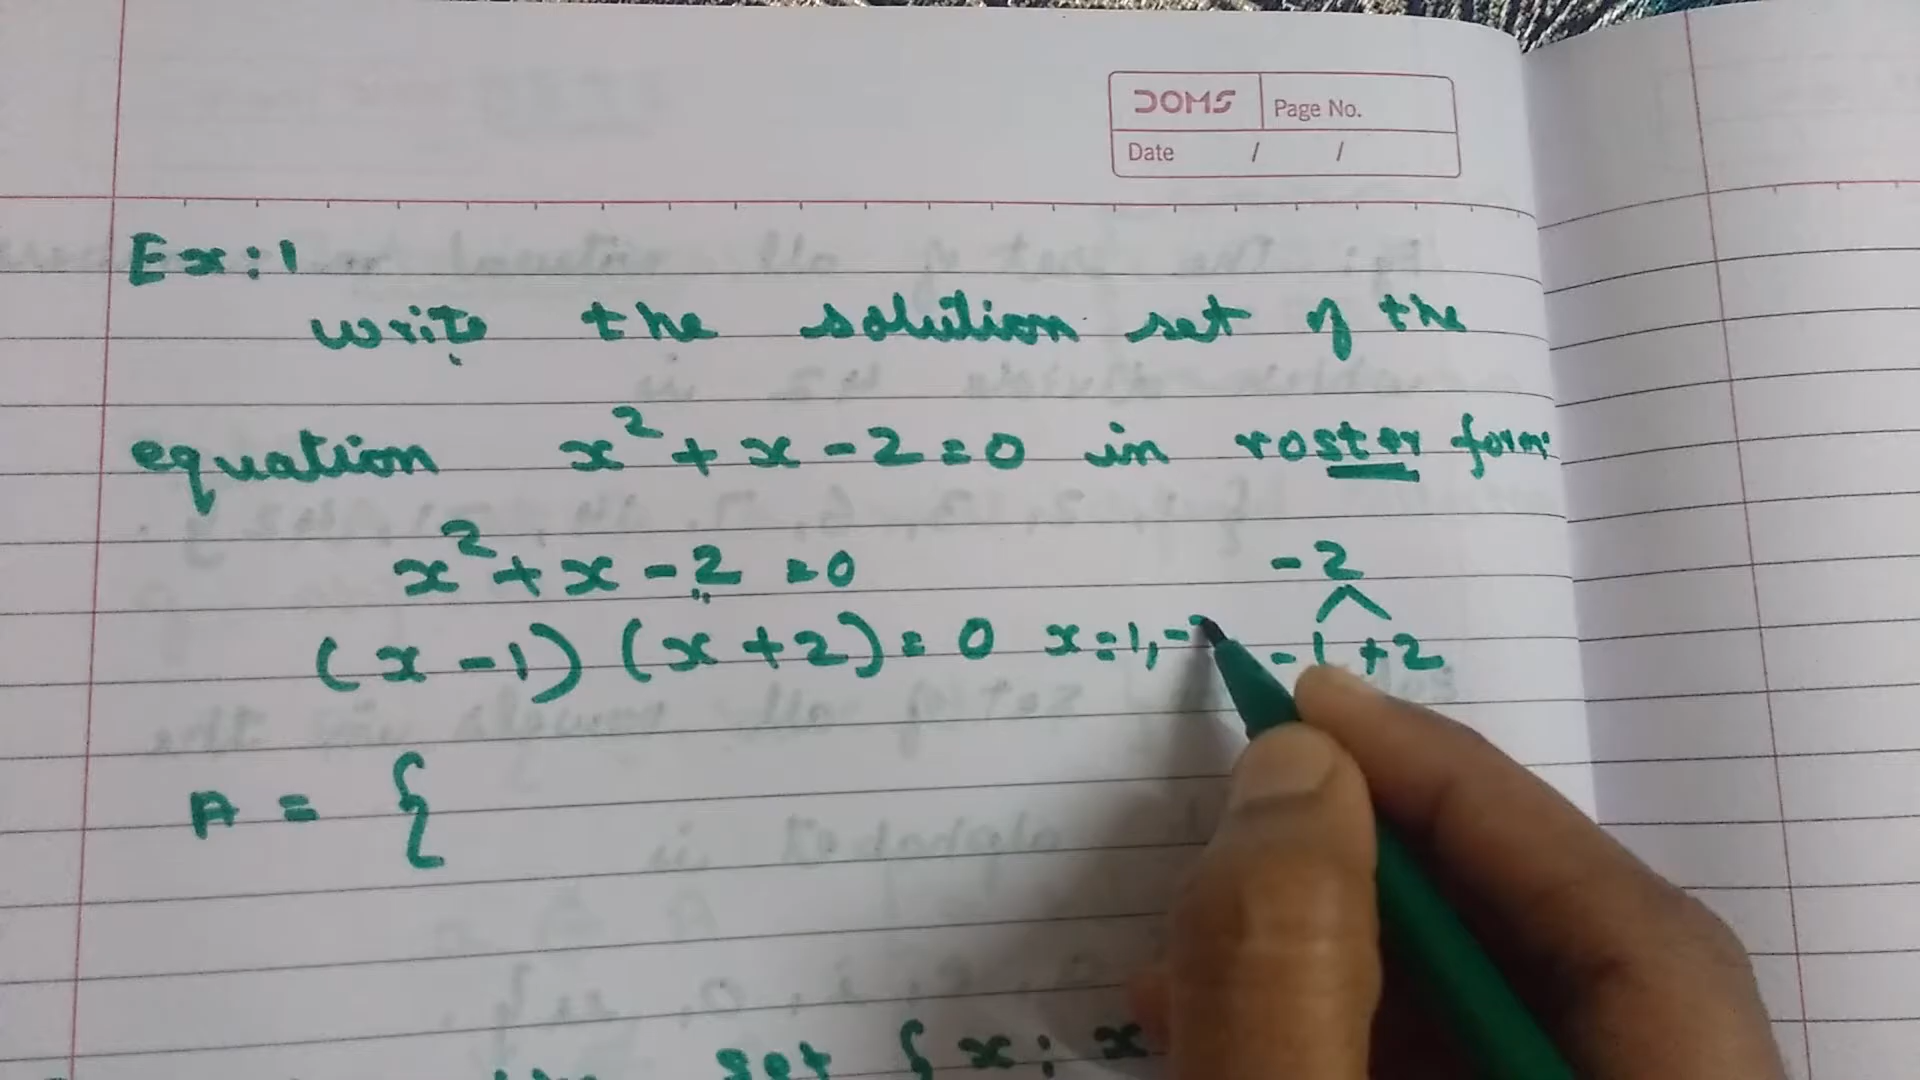 DOMS Page No.
Date / /
Ex: 1
write the solution set of the
equation x² + x - 2 = 0 in roster form
x² + x - 2 = 0 -2
(x - 1) (x + 2) = 0 x = 1, - -1 +2
A = {
set { x : x